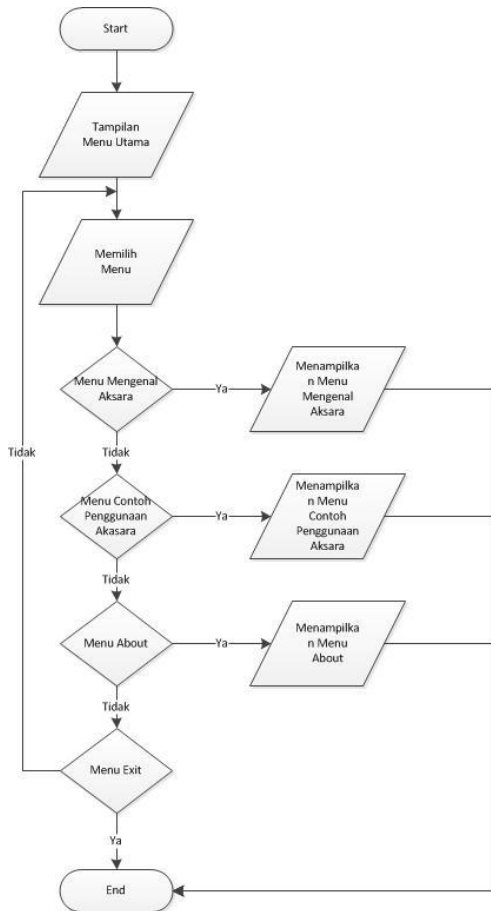 Start
Tampilan
Menu Utama
Memilih
Menu
Menu Mengenal
Aksara
Ya
Menampilka
n Menu
Mengenal
Aksara
Tidak
Tidak
Menu Contoh
Penggunaan
Akasara
Ya
Menampilka
n Menu
Contoh
Penggunaan
Aksara
Tidak
Menu About
Ya
Menampilka
n Menu
About
Tidak
Menu Exit
Ya
End